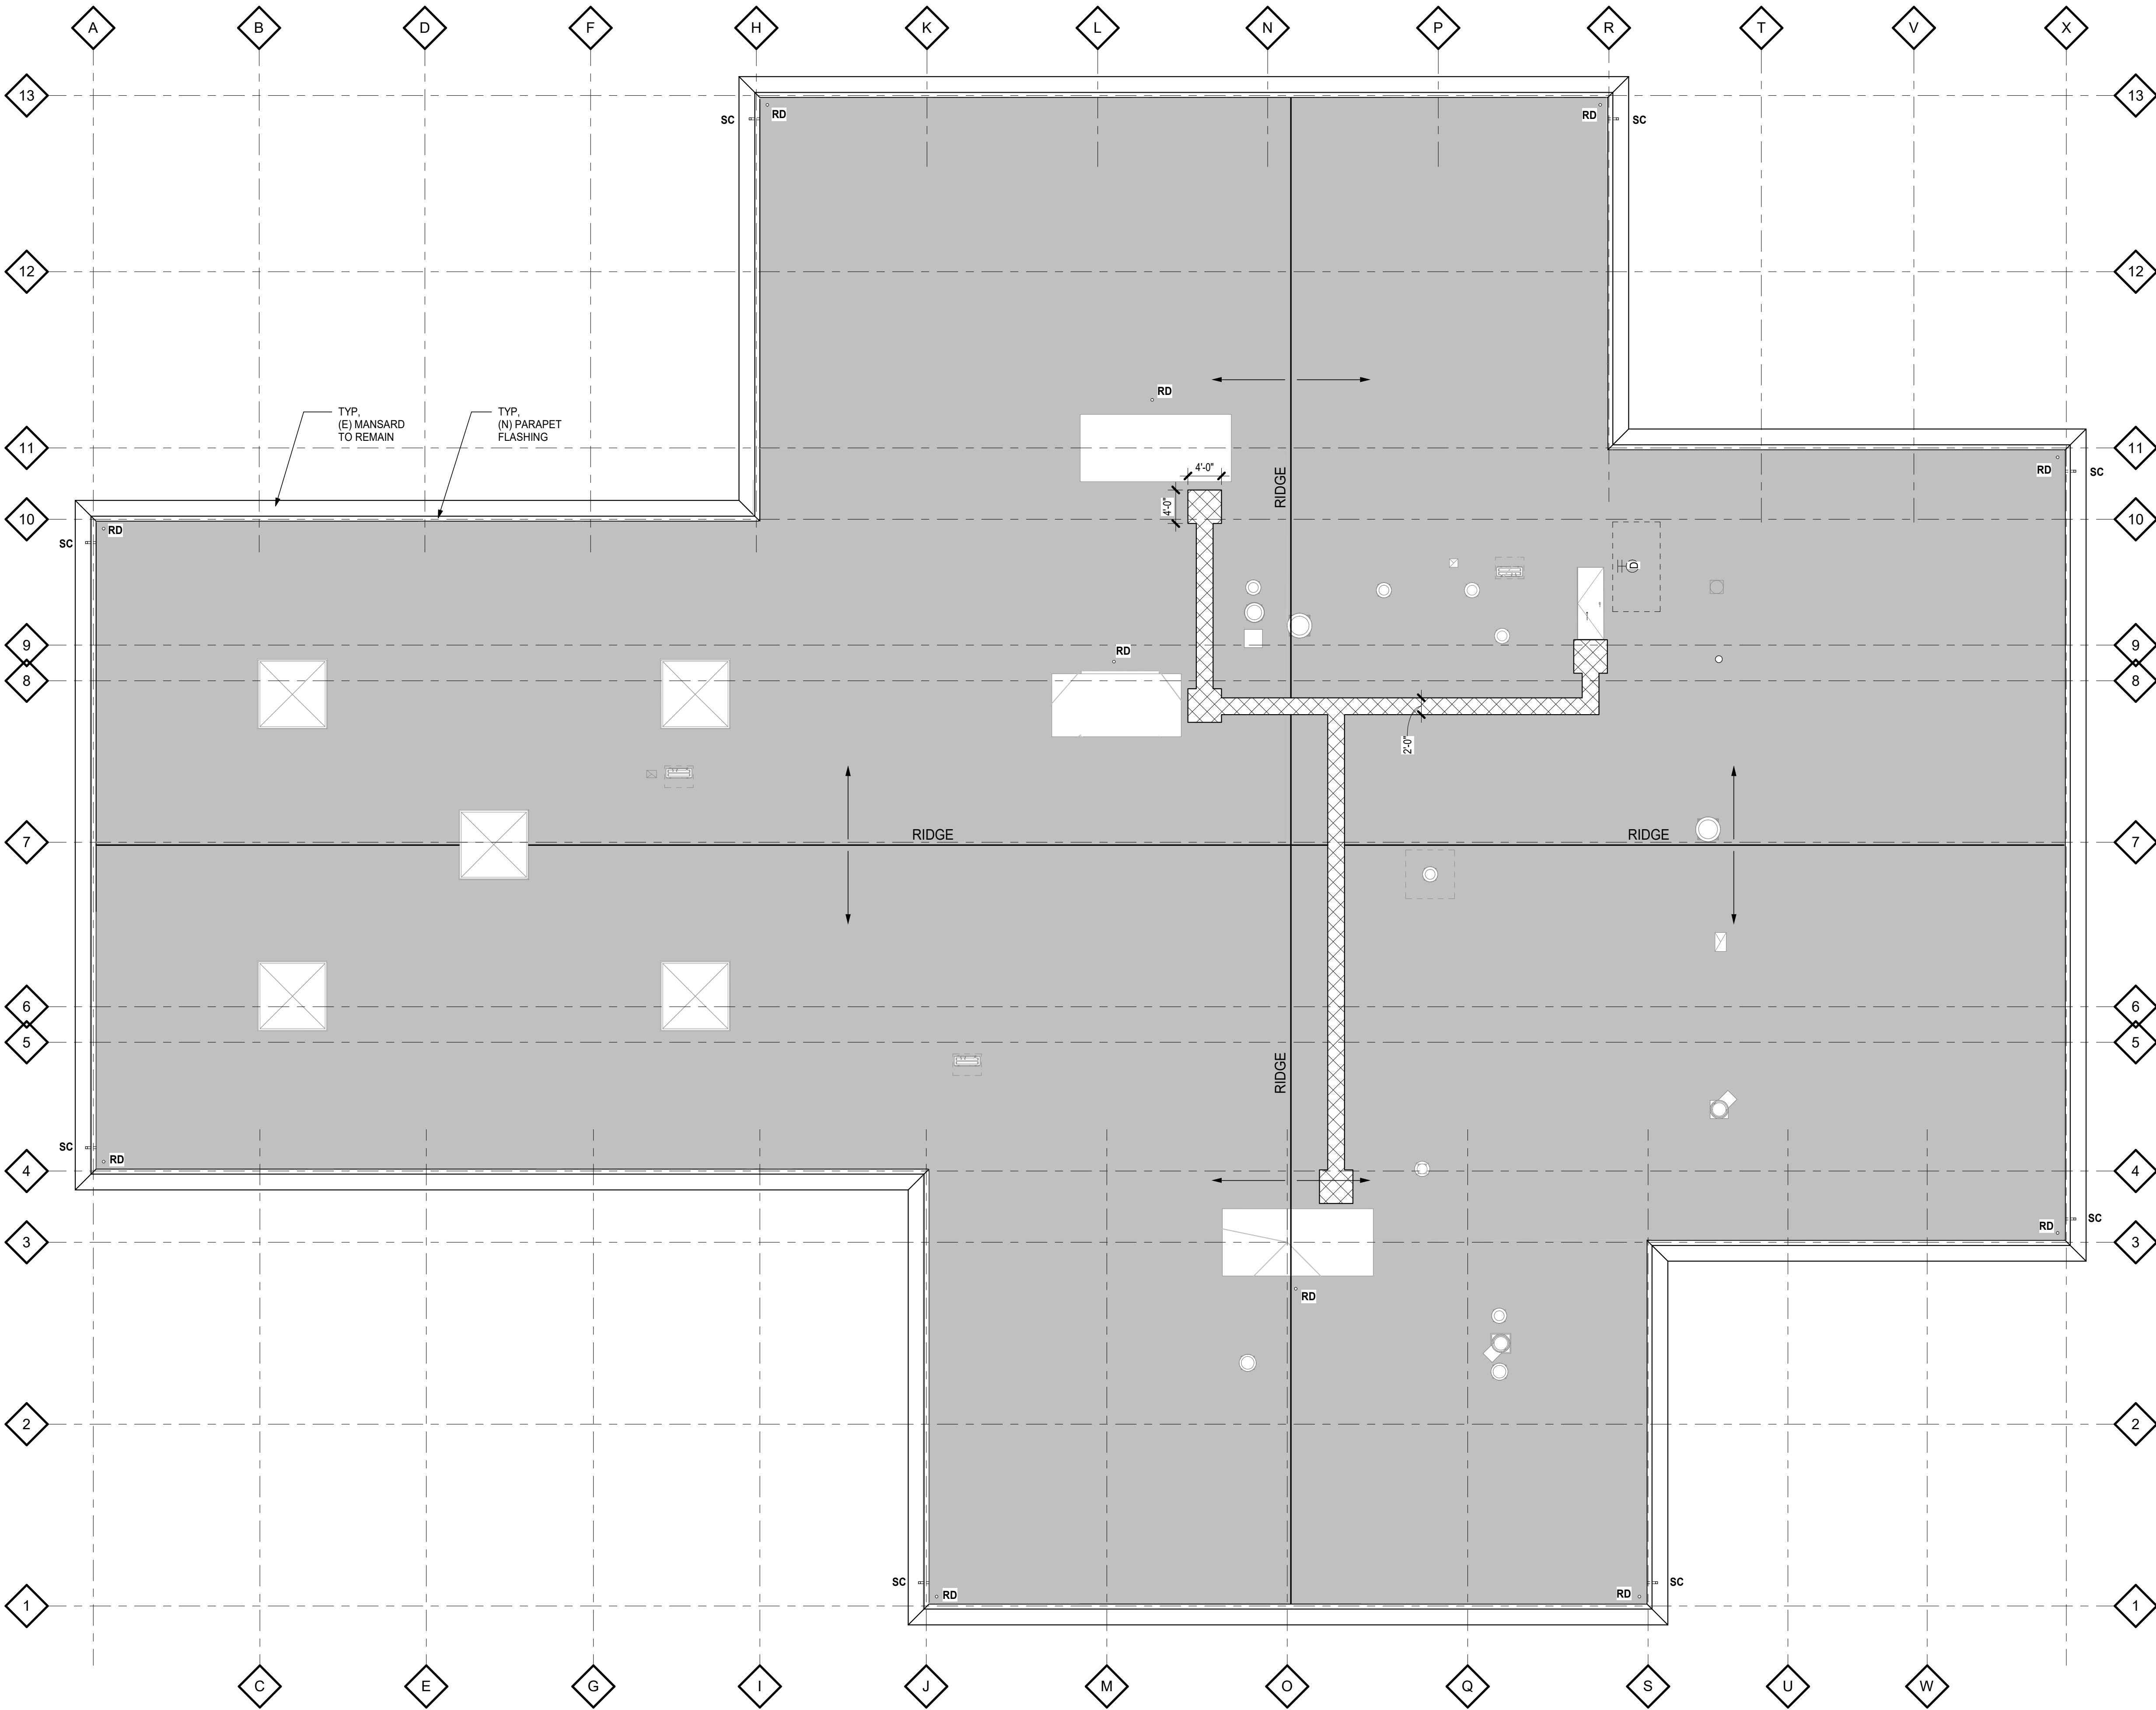 A
B
D
F
H
K
L
N
P
R
T
V
X
13
13
SC
RD
RD
SC
12
12
RD
TYP,
(E) MANSARD
TO REMAIN
TYP,
(N) PARAPET
FLASHING
11
11
RD
SC
4'-0"
RIDGE
4'-0"
10
10
RD
SC
D
9
9
RD
8
8
2'-0"
RIDGE
RIDGE
7
7
6
6
5
5
RIDGE
SC
RD
4
4
SC
RD
3
3
RD
2
2
SC
RD
RD
SC
1
1
C
E
G
I
J
M
O
Q
S
U
W